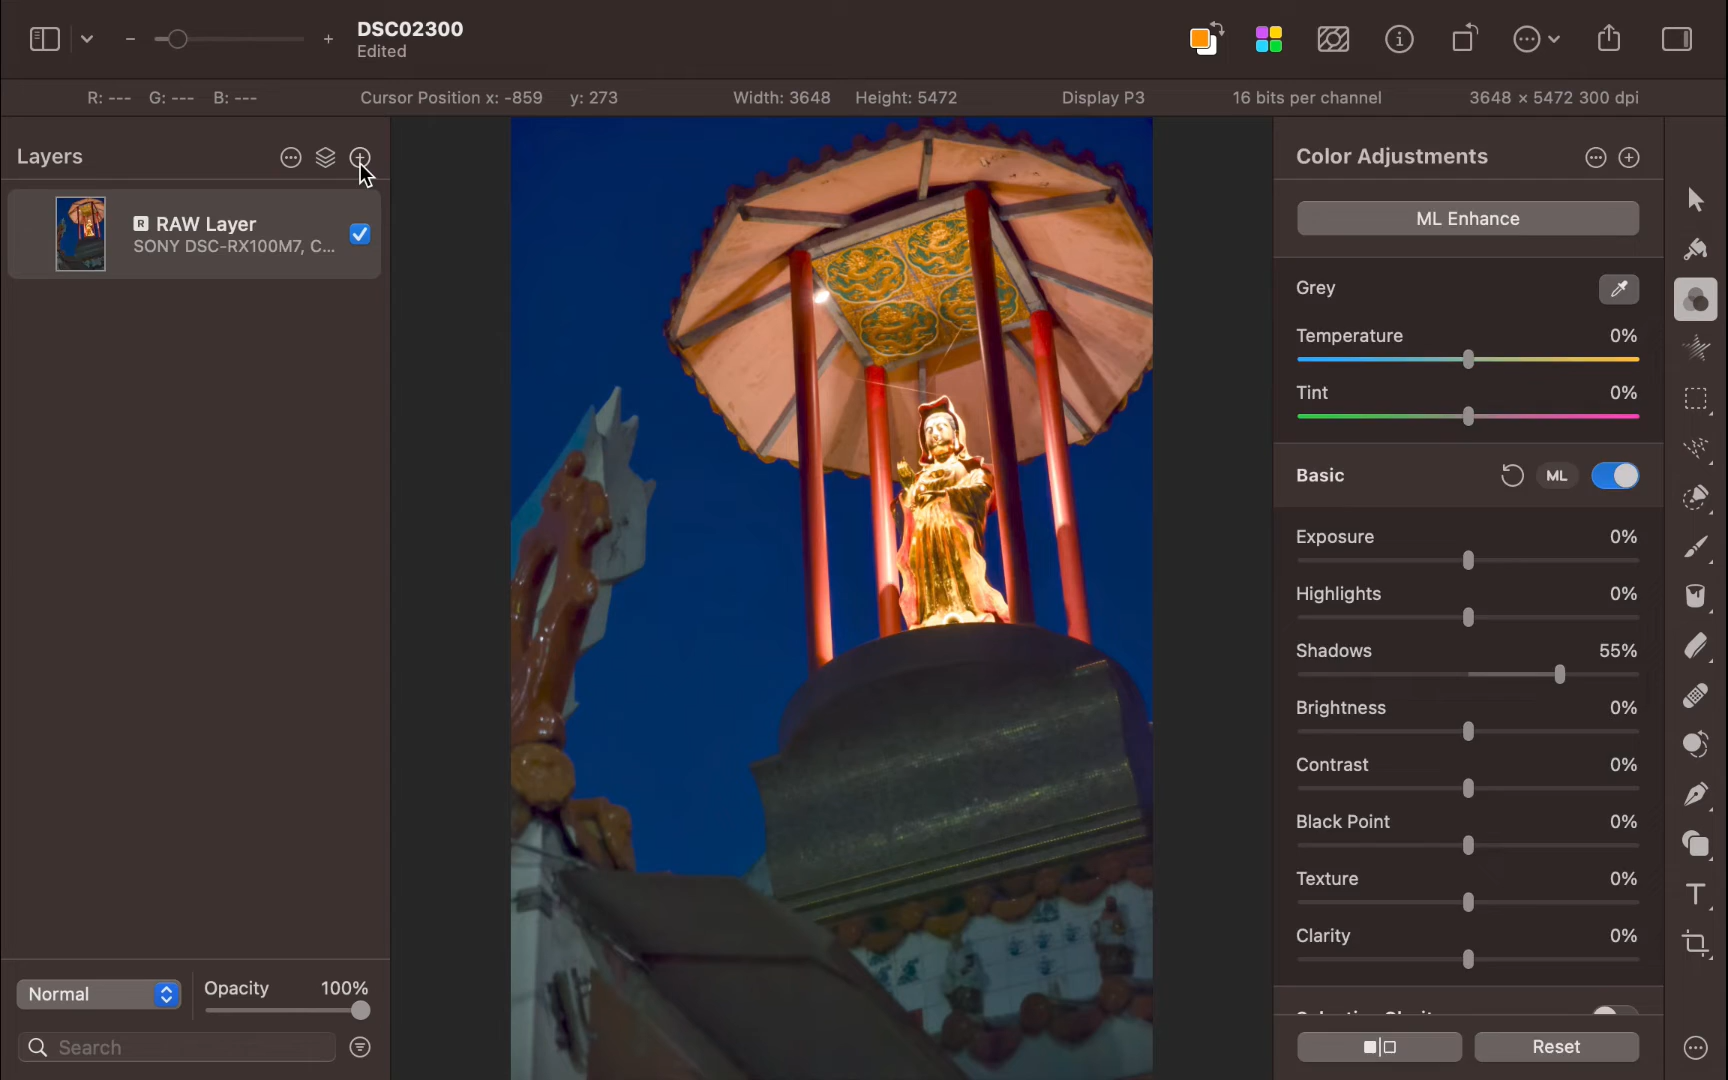 DSC02300
Edited
R: --- G: --- B: ---
Cursor Position x: -859 y: 273
Width: 3648 Height: 5472
Display P3
16 bits per channel
3648 × 5472 300 dpi
Layers
R RAW Layer
SONY DSC-RX100M7, C...
Normal
Opacity 100%
Search
Color Adjustments
ML Enhance
Grey
Temperature 0%
Tint 0%
Basic ML
Exposure 0%
Highlights 0%
Shadows 55%
Brightness 0%
Contrast 0%
Black Point 0%
Texture 0%
Clarity 0%
Reset